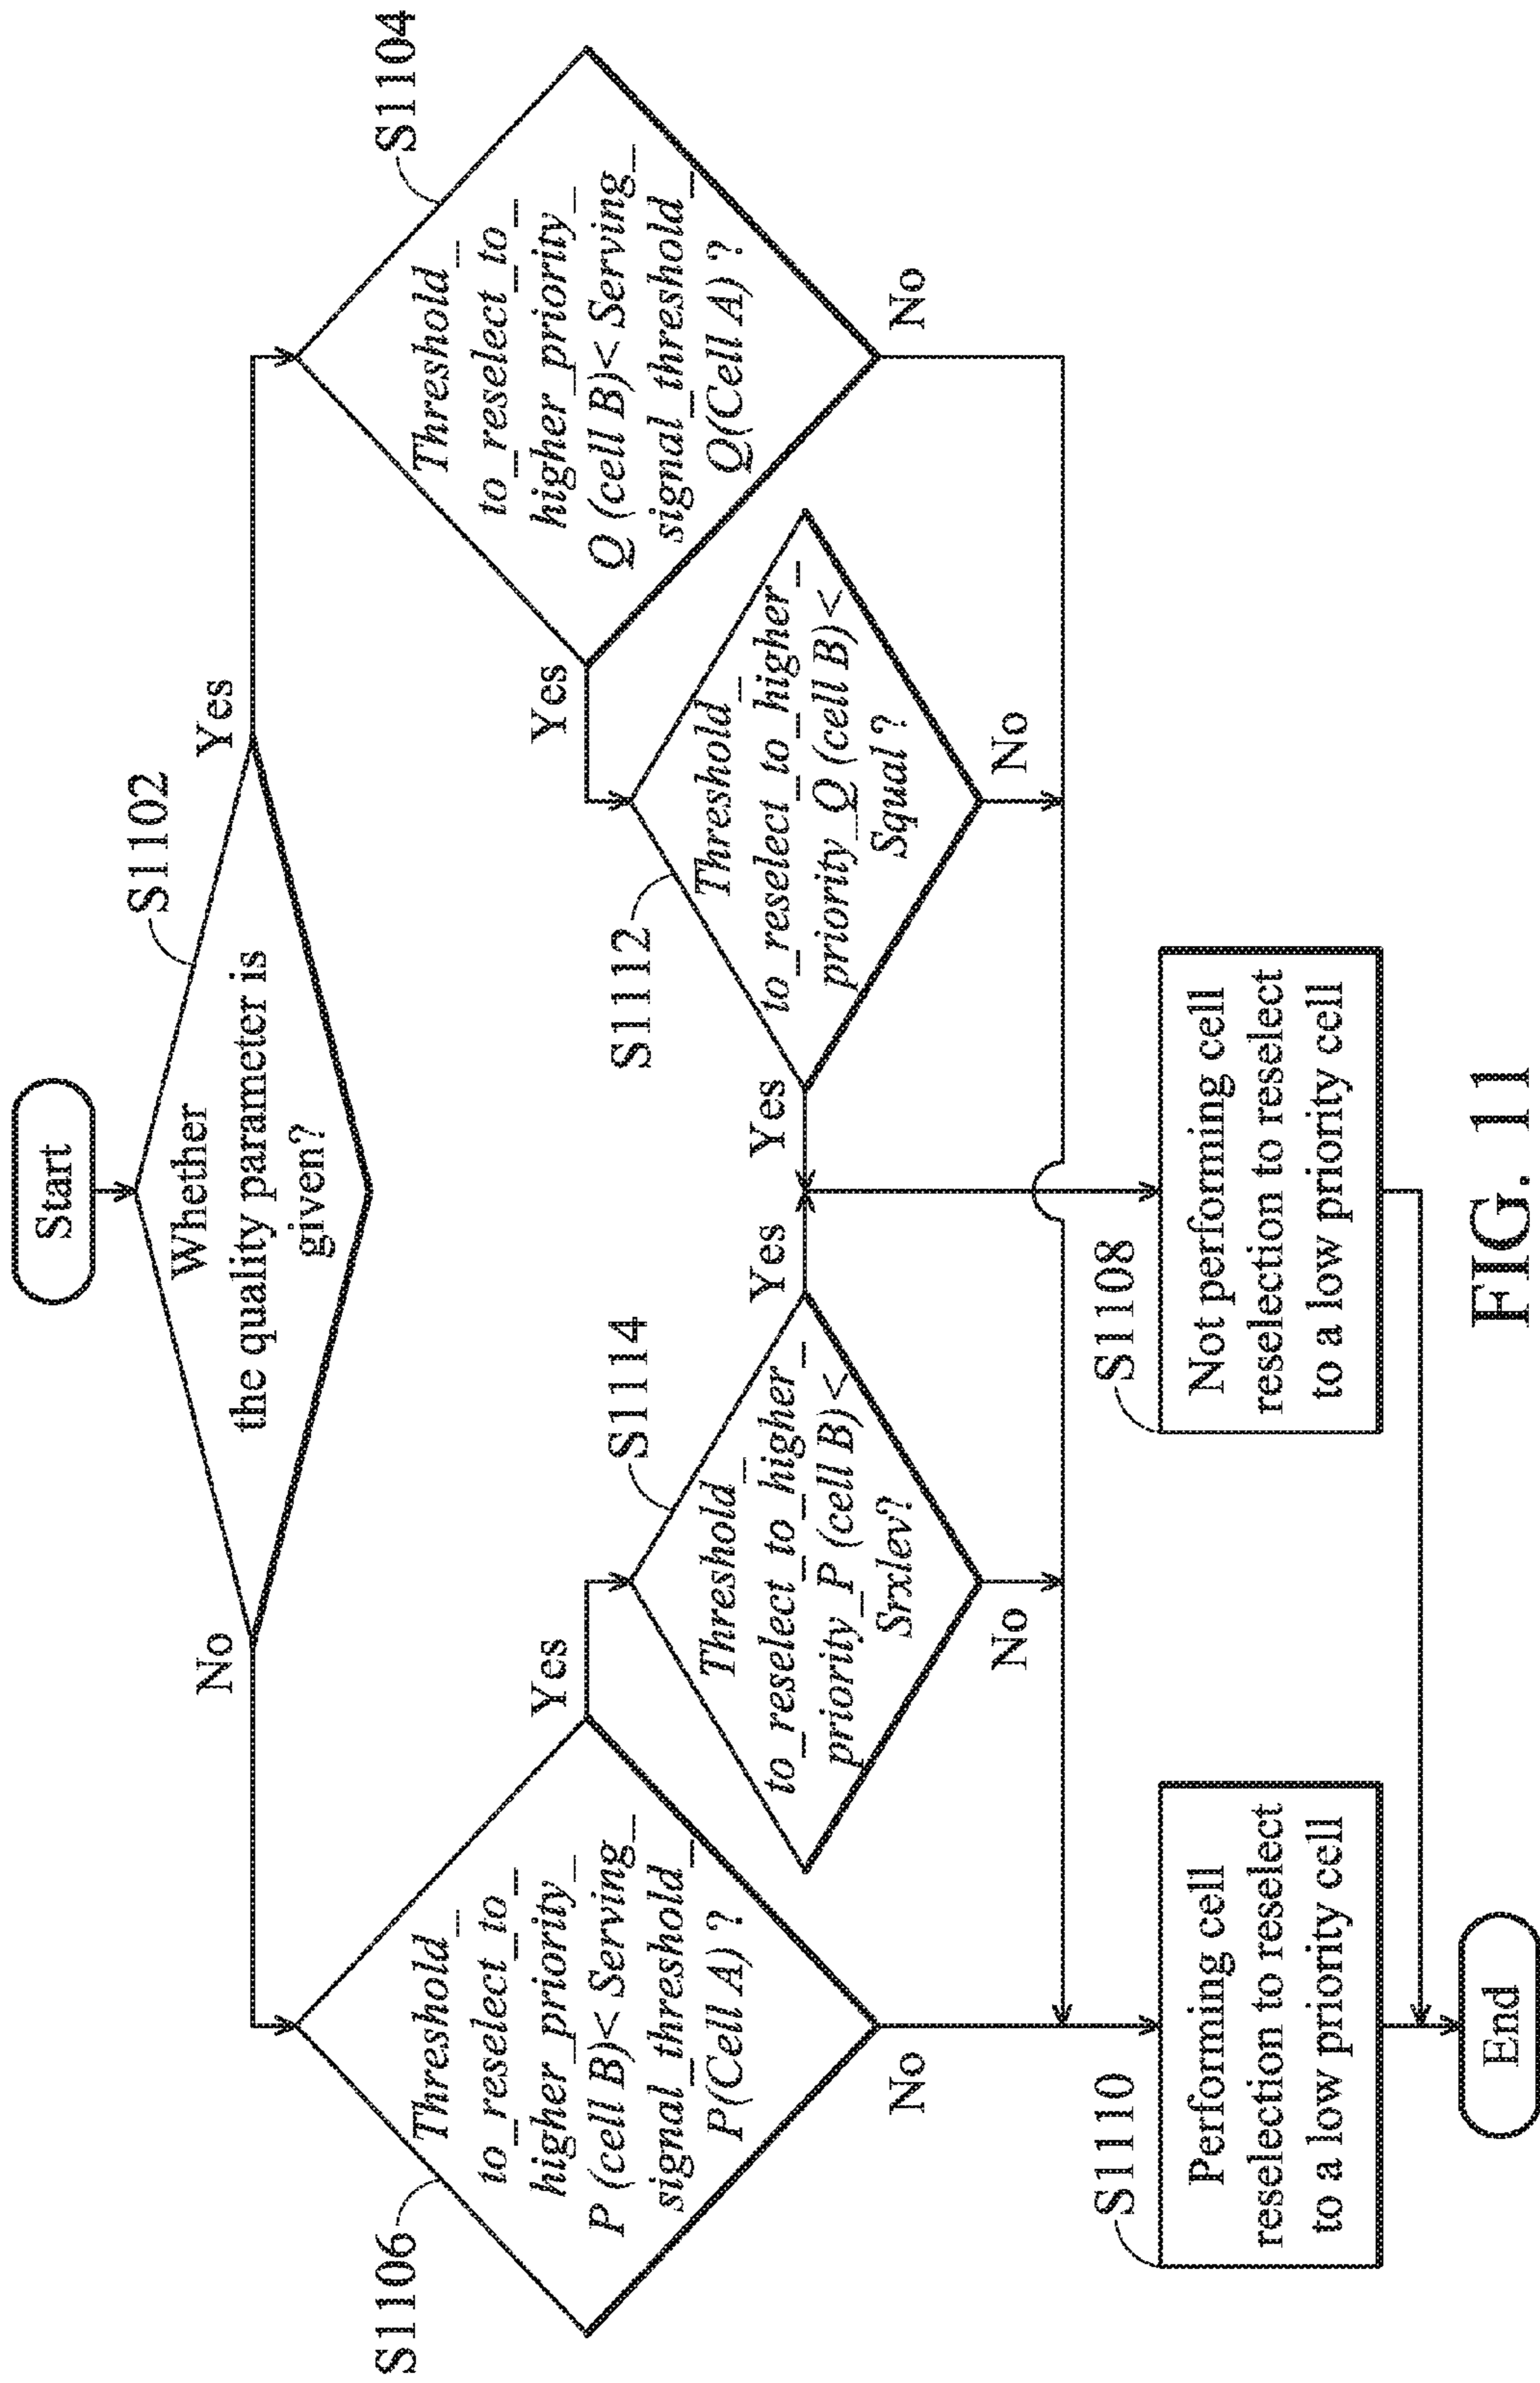 Start
S1102
Whether
the quality parameter is
given?
No
Yes
S1106
Threshold_
to_reselect_to_
higher_priority_
P (cell B)< Serving_
signal_threshold_
P(Cell A) ?
Yes
No
S1104
Threshold_
to_reselect_to_
higher_priority_
Q (cell B)< Serving_
signal_threshold_
Q(Cell A) ?
Yes
No
S1114
Threshold_
to_reselect_to_higher_
priority_P (cell B)<
Srxlev?
Yes
No
S1112
Threshold_
to_reselect_to_higher_
priority_Q (cell B)<
Squal ?
Yes
No
S1110
Performing cell
reselection to reselect
to a low priority cell
S1108
Not performing cell
reselection to reselect
to a low priority cell
End
FIG. 11